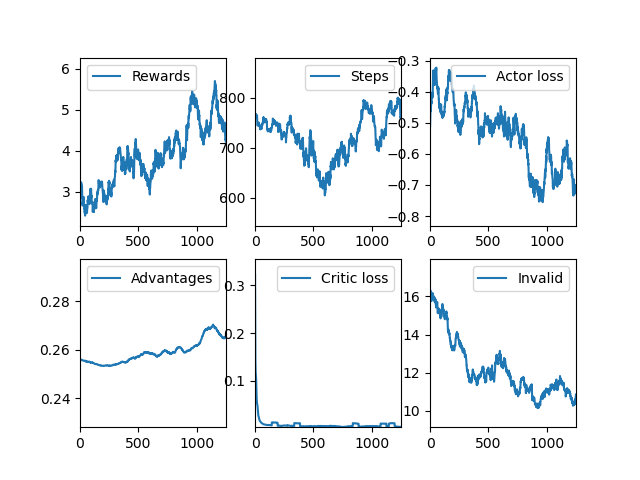 Rewards
6
5
4
3
0 500 1000
Steps
800
700
600
0 500 1000
Actor loss
−0.3
−0.4
−0.5
−0.6
−0.7
−0.8
0 500 1000
Advantages
0.28
0.26
0.24
0 500 1000
Critic loss
0.3
0.2
0.1
0 500 1000
Invalid
16
14
12
10
0 500 1000